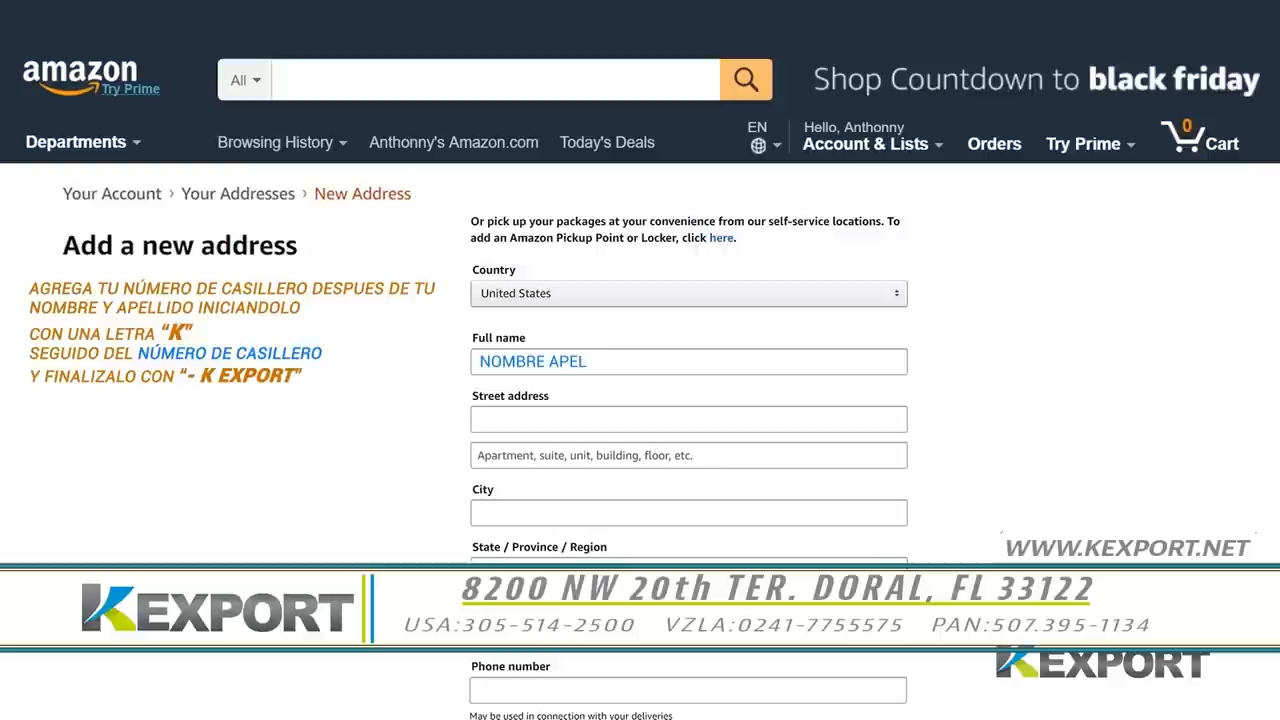 amazon
Try Prime
All
Shop Countdown to black friday
Departments
Browsing History
Anthonny's Amazon.com
Today's Deals
EN
Hello, Anthonny
Account & Lists
Orders
Try Prime
0
Cart
Your Account › Your Addresses › New Address
Add a new address
AGREGA TU NÚMERO DE CASILLERO DESPUES DE TU
NOMBRE Y APELLIDO INICIANDOLO
CON UNA LETRA "K"
SEGUIDO DEL NÚMERO DE CASILLERO
Y FINALIZALO CON "- K EXPORT"
Or pick up your packages at your convenience from our self-service locations. To
add an Amazon Pickup Point or Locker, click here.
Country
United States
Full name
NOMBRE APEL
Street address
Apartment, suite, unit, building, floor, etc.
City
State / Province / Region
WWW.KEXPORT.NET
KEXPORT
8200 NW 20th TER. DORAL, FL 33122
USA:305-514-2500 VZLA:0241-7755575 PAN:507.395-1134
KEXPORT
Phone number
May be used in connection with your deliveries